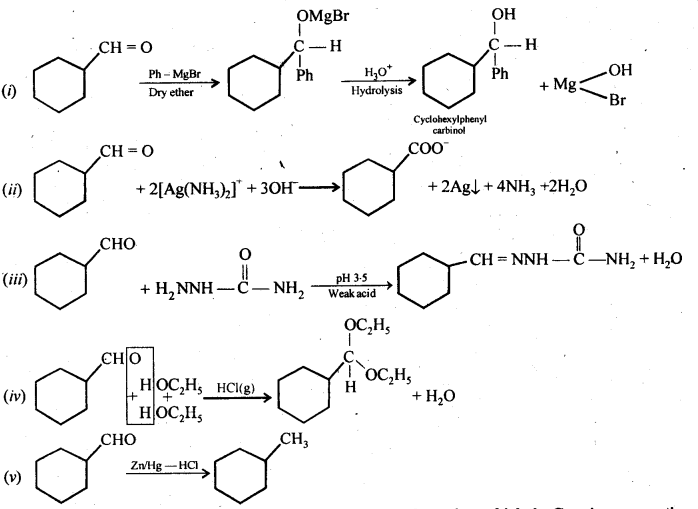 OMgBr
OH
CH = O
C — H
C — H
Ph – MgBr
H₃O⁺
OH
(i)
Dry ether
Ph
Hydrolysis
Ph
+ Mg
Br
Cyclohexylphenyl
carbinol
CH = O
COO⁻
(ii)
+ 2[Ag(NH₃)₂]⁺ + 3OH⁻ ⟶ + 2Ag↓ + 4NH₃ +2H₂O
CHO
O
O
(iii)
+ H₂NNH — C — NH₂
pH 3·5
Weak acid
CH = NNH — C — NH₂ + H₂O
OC₂H₅
CH O
C
(iv)
H OC₂H₅
+ +
H OC₂H₅
HCl(g)
H
OC₂H₅
+ H₂O
CHO
CH₃
(v)
Zn/Hg — HCl